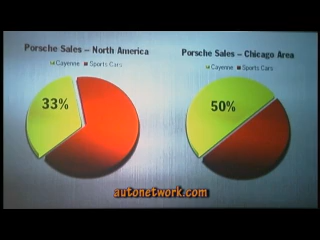 Porsche Sales – North America
Cayenne Sports Cars
33%
Porsche Sales – Chicago Area
Cayenne Sports Cars
50%
autonetwork.com